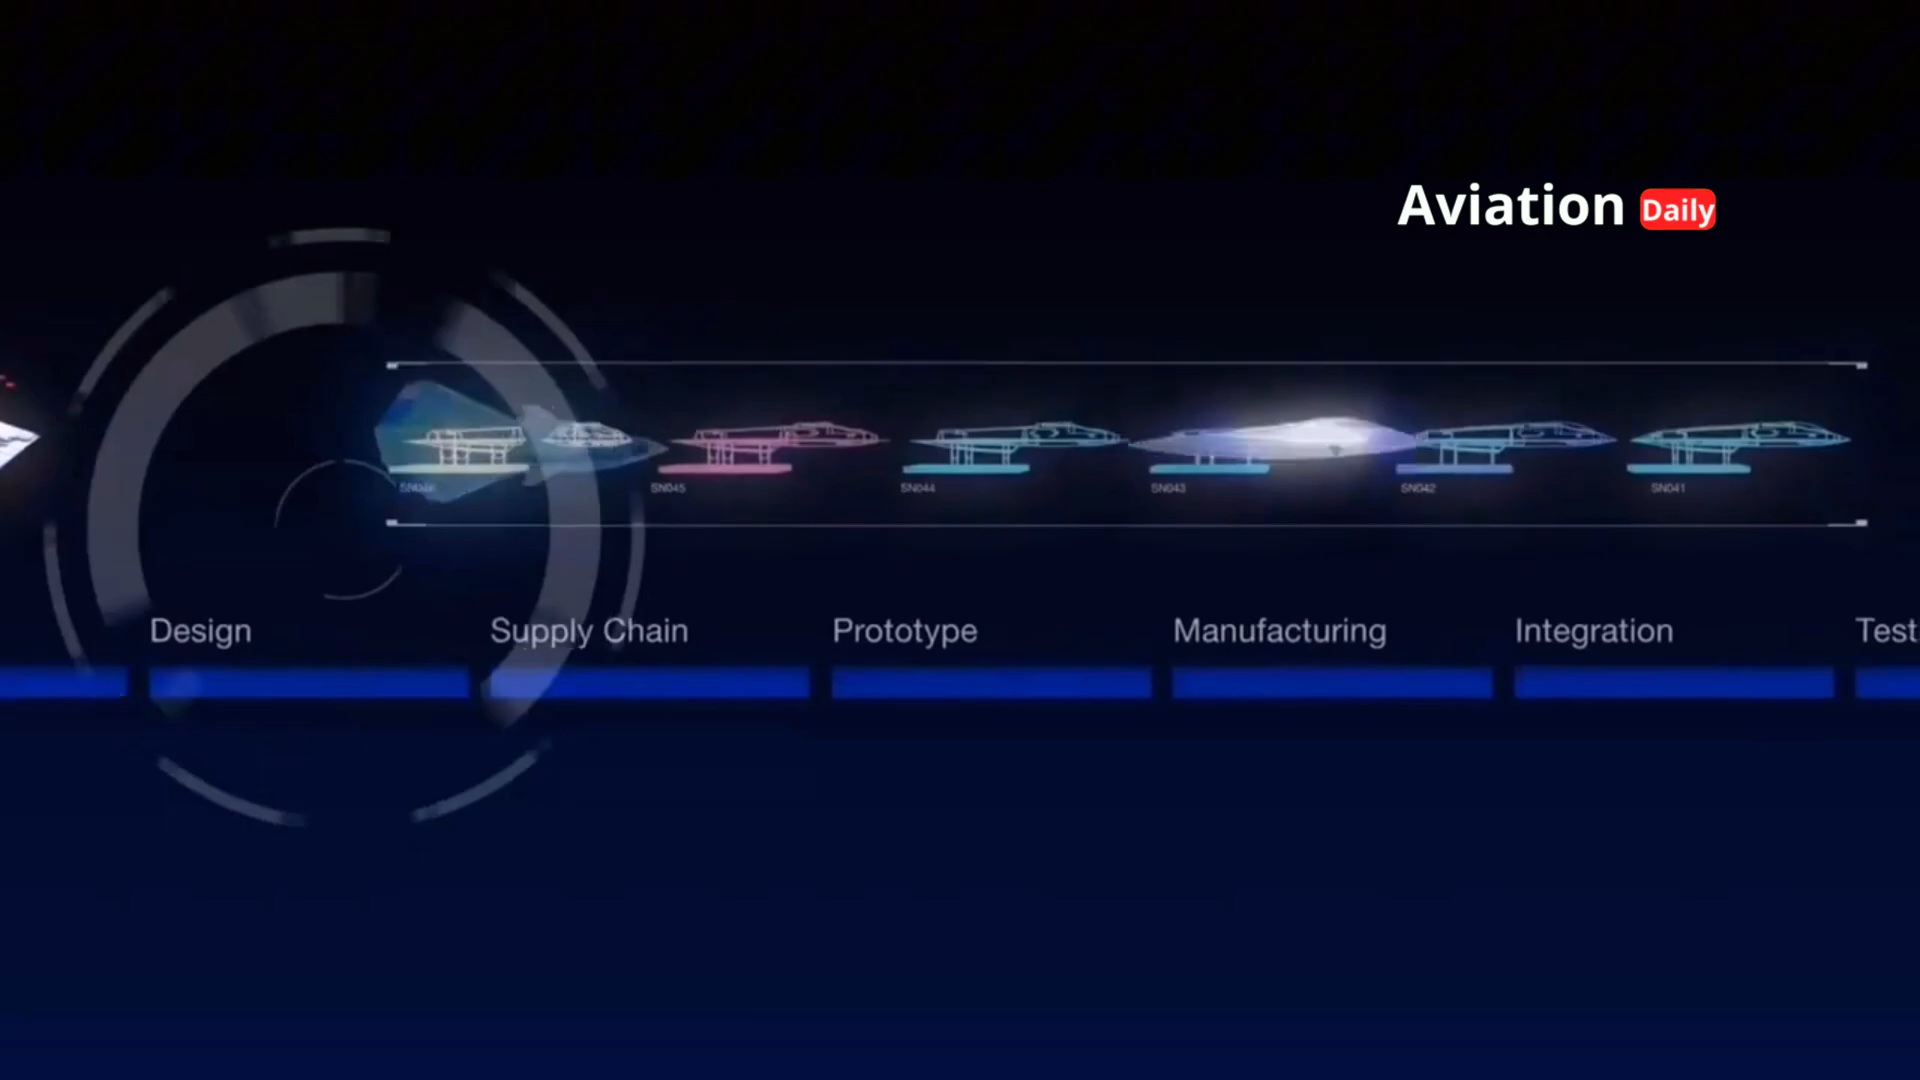 Aviation Daily
SN045
SN044
SN043
SN042
SN041
Design
Supply Chain
Prototype
Manufacturing
Integration
Test